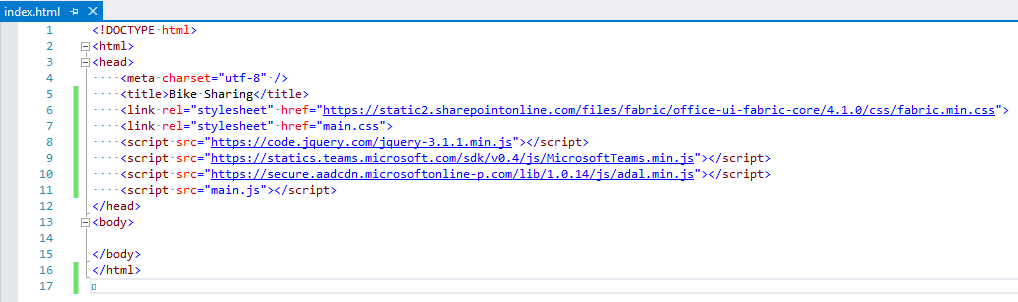 index.html
1 <!DOCTYPE html>
2 <html>
3 <head>
4     <meta charset="utf-8" />
5     <title>Bike Sharing</title>
6     <link rel="stylesheet" href="https://static2.sharepointonline.com/files/fabric/office-ui-fabric-core/4.1.0/css/fabric.min.css">
7     <link rel="stylesheet" href="main.css">
8     <script src="https://code.jquery.com/jquery-3.1.1.min.js"></script>
9     <script src="https://statics.teams.microsoft.com/sdk/v0.4/js/MicrosoftTeams.min.js"></script>
10     <script src="https://secure.aadcdn.microsoftonline-p.com/lib/1.0.14/js/adal.min.js"></script>
11     <script src="main.js"></script>
12 </head>
13 <body>
14
15 </body>
16 </html>
17